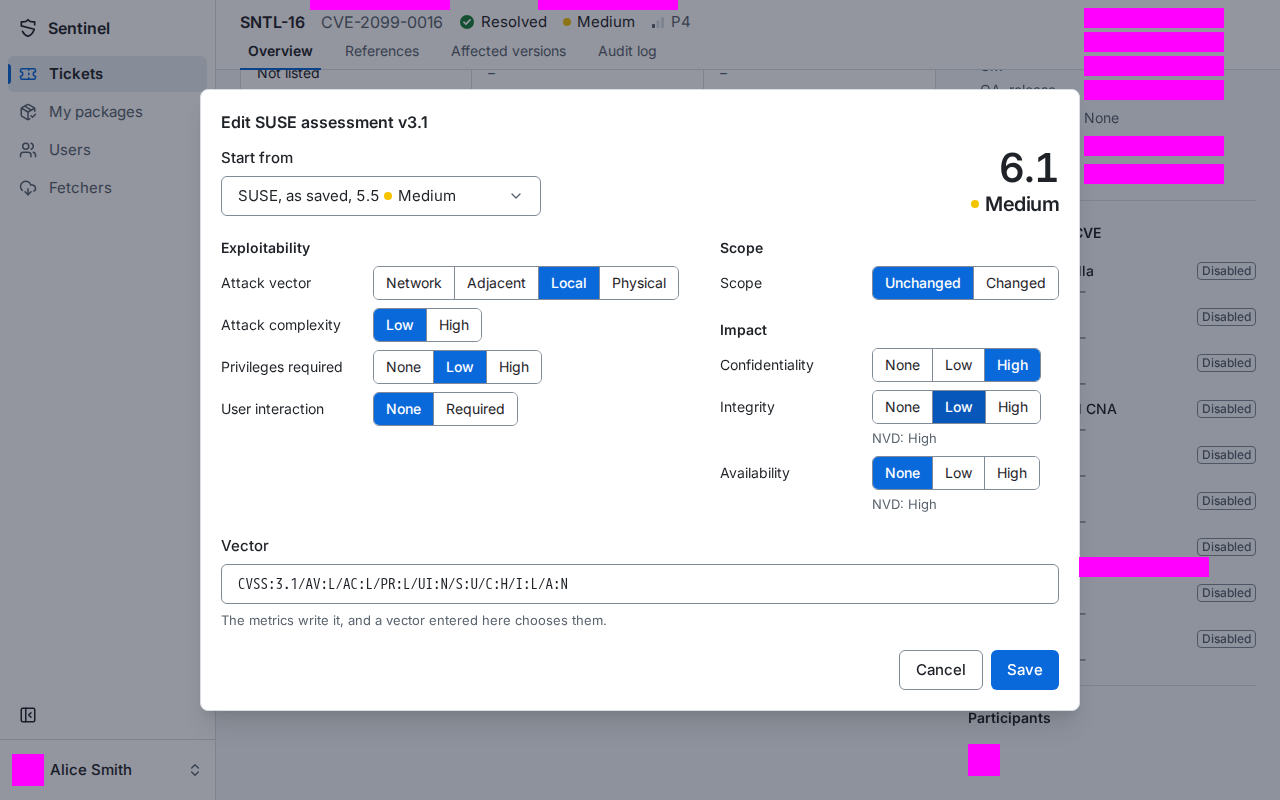 Sentinel
Tickets
My packages
Users
Fetchers
Alice Smith
SNTL-16 CVE-2099-0016 Resolved Medium P4
Overview References Affected versions Audit log
Not listed – –
None
CVE
Disabled
Disabled
Disabled
CNA Disabled
Disabled
Disabled
Disabled
Disabled
Disabled
Participants
Edit SUSE assessment v3.1
Start from
SUSE, as saved, 5.5 Medium
6.1
Medium
Exploitability
Attack vector Network Adjacent Local Physical
Attack complexity Low High
Privileges required None Low High
User interaction None Required
Scope
Scope Unchanged Changed
Impact
Confidentiality None Low High
Integrity None Low High
NVD: High
Availability None Low High
NVD: High
Vector
CVSS:3.1/AV:L/AC:L/PR:L/UI:N/S:U/C:H/I:L/A:N
The metrics write it, and a vector entered here chooses them.
Cancel Save